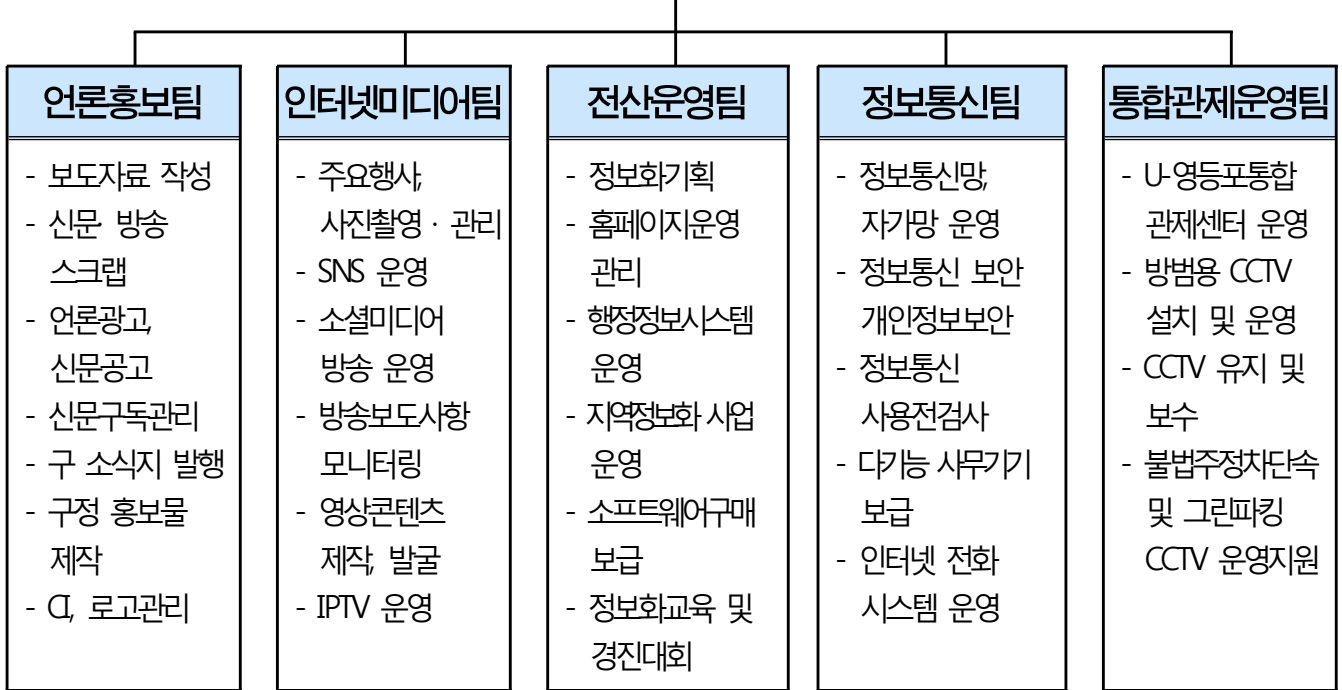 언론홍보팀
- 보도자료 작성
- 신문· 방송
스크랩
- 언론광고,
신문공고
- 신문구독관리
- 구 소식지 발행
- 구정 홍보물
제작
- CI, 로고관리
인터넷미디어팀
- 주요행사,
사진촬영 · 관리
- SNS 운영
- 소셜미디어
방송 운영
- 방송보도사항
모니터링
- 영상콘텐츠
제작, 발굴
- IPTV 운영
전산운영팀
- 정보화기획
- 홈페이지운영
관리
- 행정정보시스템
운영
- 지역정보화 사업
운영
- 소프트웨어구매
보급
- 정보화교육 및
경진대회
정보통신팀
- 정보통신망,
자가망 운영
- 정보통신 보안
개인정보보안
- 정보통신
사용전검사
- 다기능 사무기기
보급
- 인터넷 전화
시스템 운영
통합관제운영팀
- U-영등포통합
관제센터 운영
- 방범용 CCTV
설치 및 운영
- CCTV 유지 및
보수
- 불법주정차단속
및 그린파킹
CCTV 운영지원